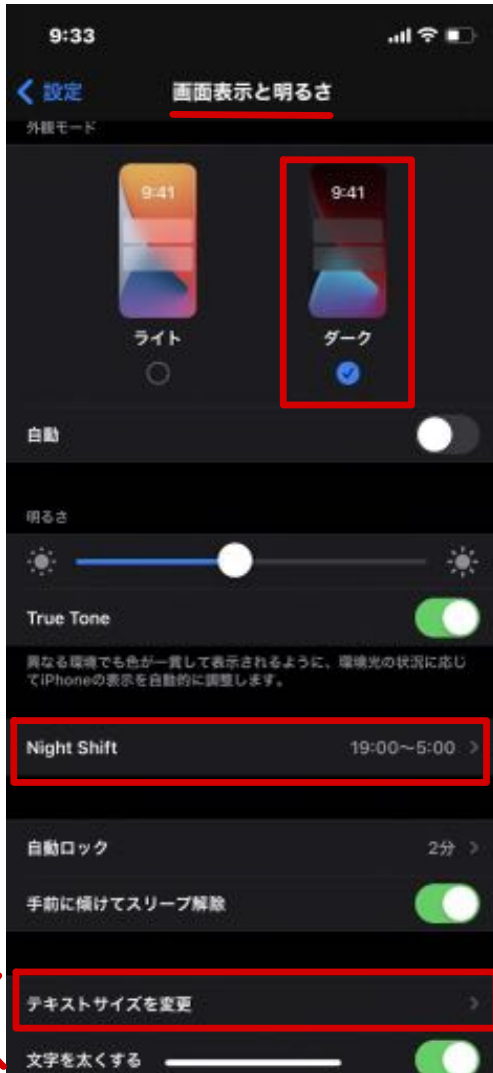 9:33
設定
画面表示と明るさ
外観モード
9:41
9:41
ライト
ダーク
自動
明るさ
True Tone
異なる環境でも色が一貫して表示されるように、環境光の状況に応じ
てiPhoneの表示を自動的に調整します。
Night Shift
19:00~5:00
自動ロック
2分
手前に傾けてスリープ解除
テキストサイズを変更
文字を太くする